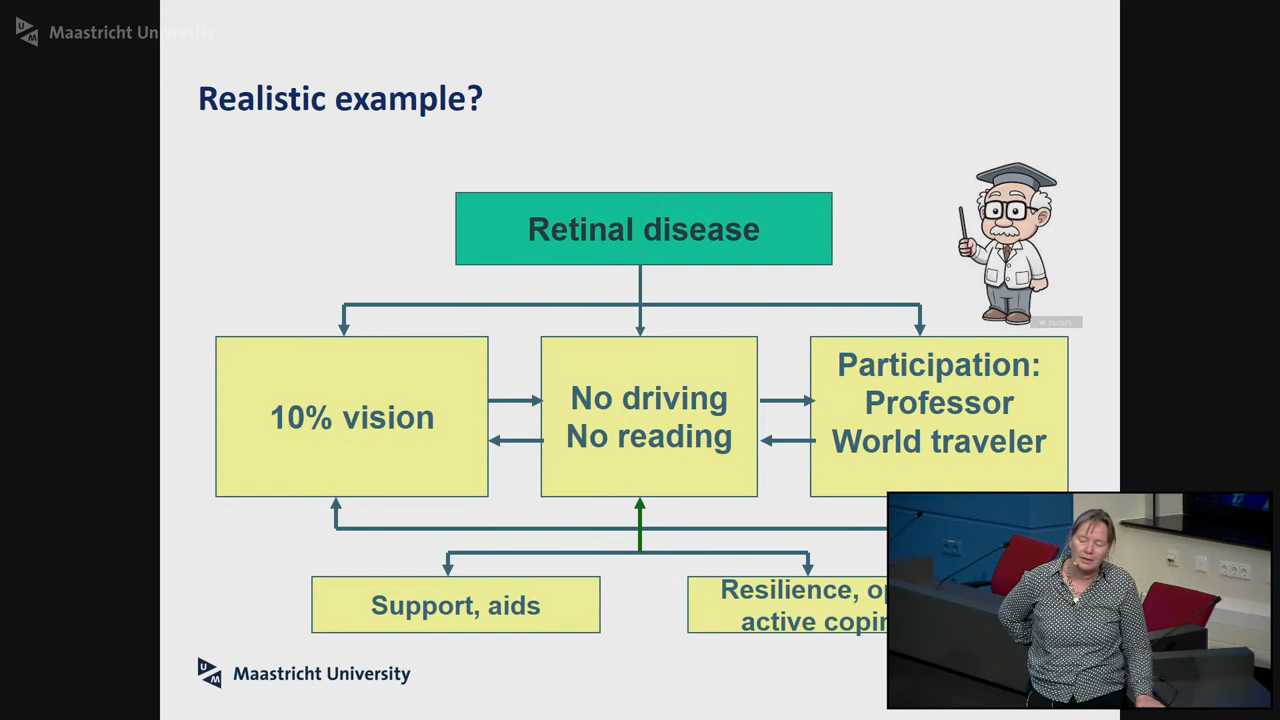 Maastricht University
Realistic example?
Retinal disease
10% vision
No driving
No reading
Participation:
Professor
World traveler
Support, aids
Resilience,
active
Maastricht University